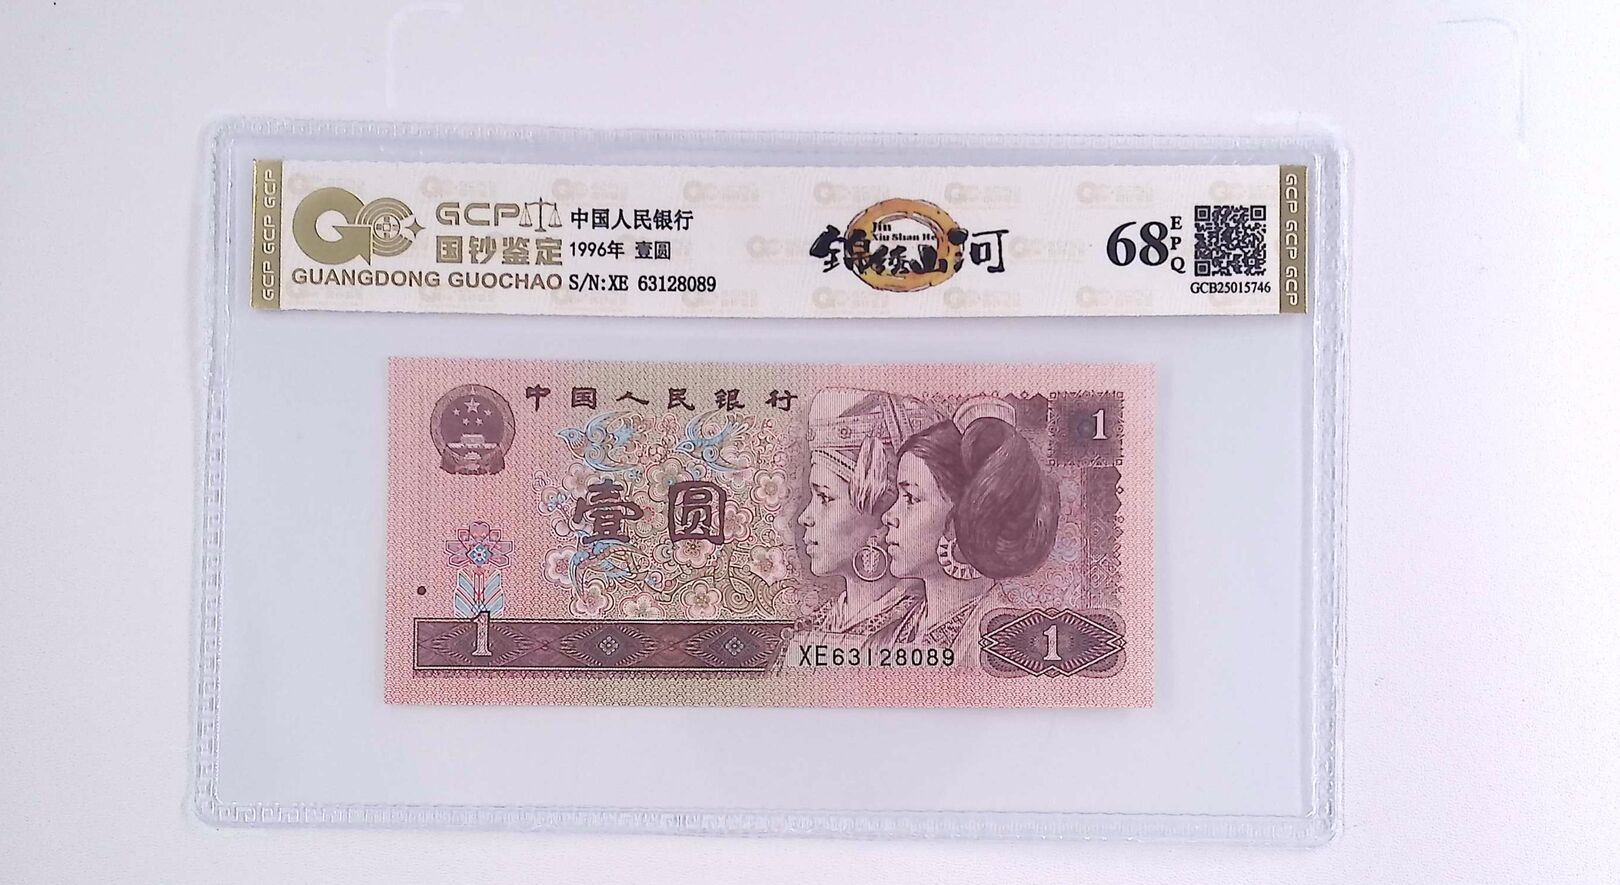 GCP GCP GCP
GCP
国钞鉴定
GUANGDONG GUOCHAO
中国人民银行
1996年 壹圆
S/N:XE 63128089
Jin
Xiu Shan He
锦绣山河
68 EPQ
GCB25015746
GCP GCP GCP
中国人民银行
1
壹圆
1
XE63128089
1